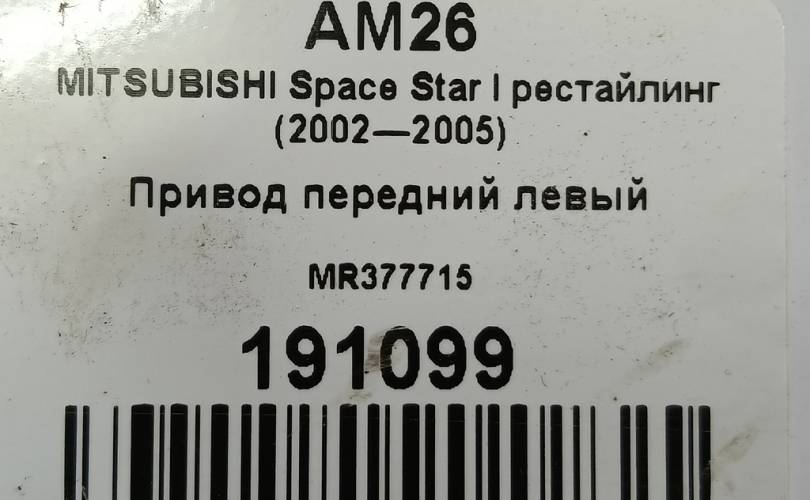 AM26
MITSUBISHI Space Star I рестайлинг
(2002—2005)
Привод передний левый
MR377715
191099